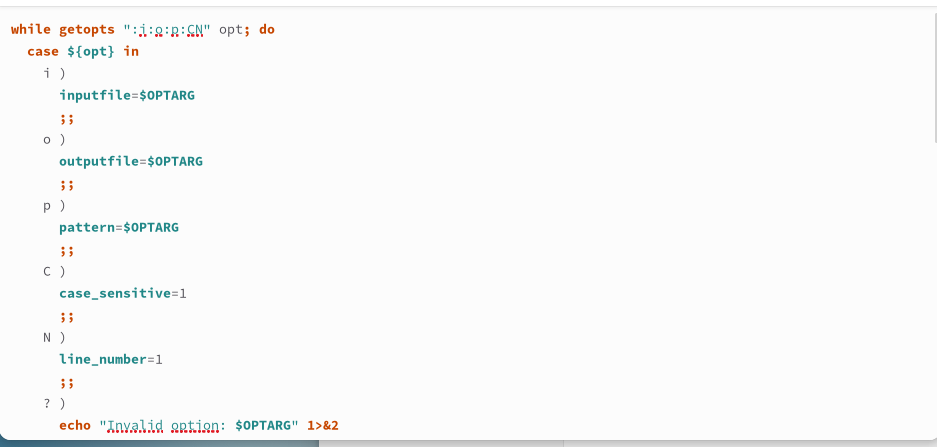 while getopts ":i:o:p:CN" opt; do
case ${opt} in
i )
inputfile=$OPTARG
;;
o )
outputfile=$OPTARG
;;
p )
pattern=$OPTARG
;;
C )
case_sensitive=1
;;
N )
line_number=1
;;
? )
echo "Invalid option: $OPTARG" 1>&2